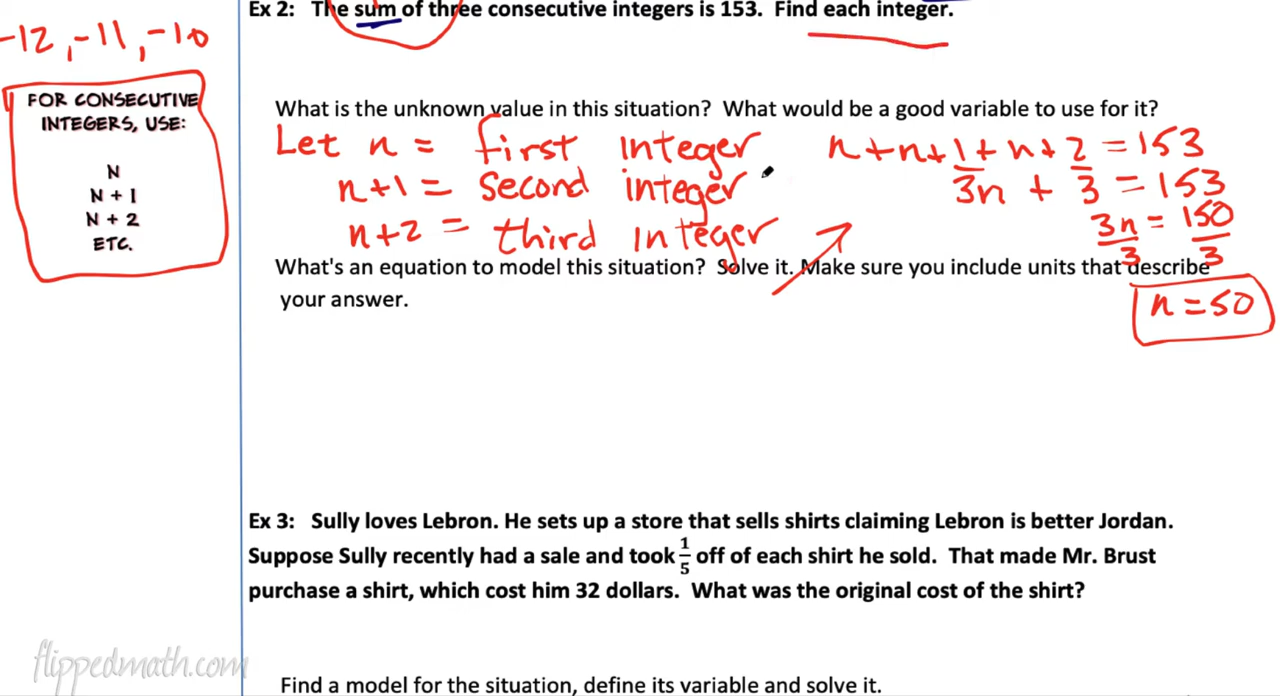 Ex 2: The sum of three consecutive integers is 153. Find each integer.
-12, -11, -10
FOR CONSECUTIVE
INTEGERS, USE:
N
N + 1
N + 2
ETC.
What is the unknown value in this situation? What would be a good variable to use for it?
Let n = first integer
n+1 = second integer
n+2 = third integer
n+n+1+n+2 = 153
3n + 3 = 153
3n/3 = 150/3
n = 50
What's an equation to model this situation? Solve it. Make sure you include units that describe
your answer.
Ex 3: Sully loves Lebron. He sets up a store that sells shirts claiming Lebron is better Jordan.
Suppose Sully recently had a sale and took 1/5 off of each shirt he sold. That made Mr. Brust
purchase a shirt, which cost him 32 dollars. What was the original cost of the shirt?
flippedmath.com
Find a model for the situation, define its variable and solve it.